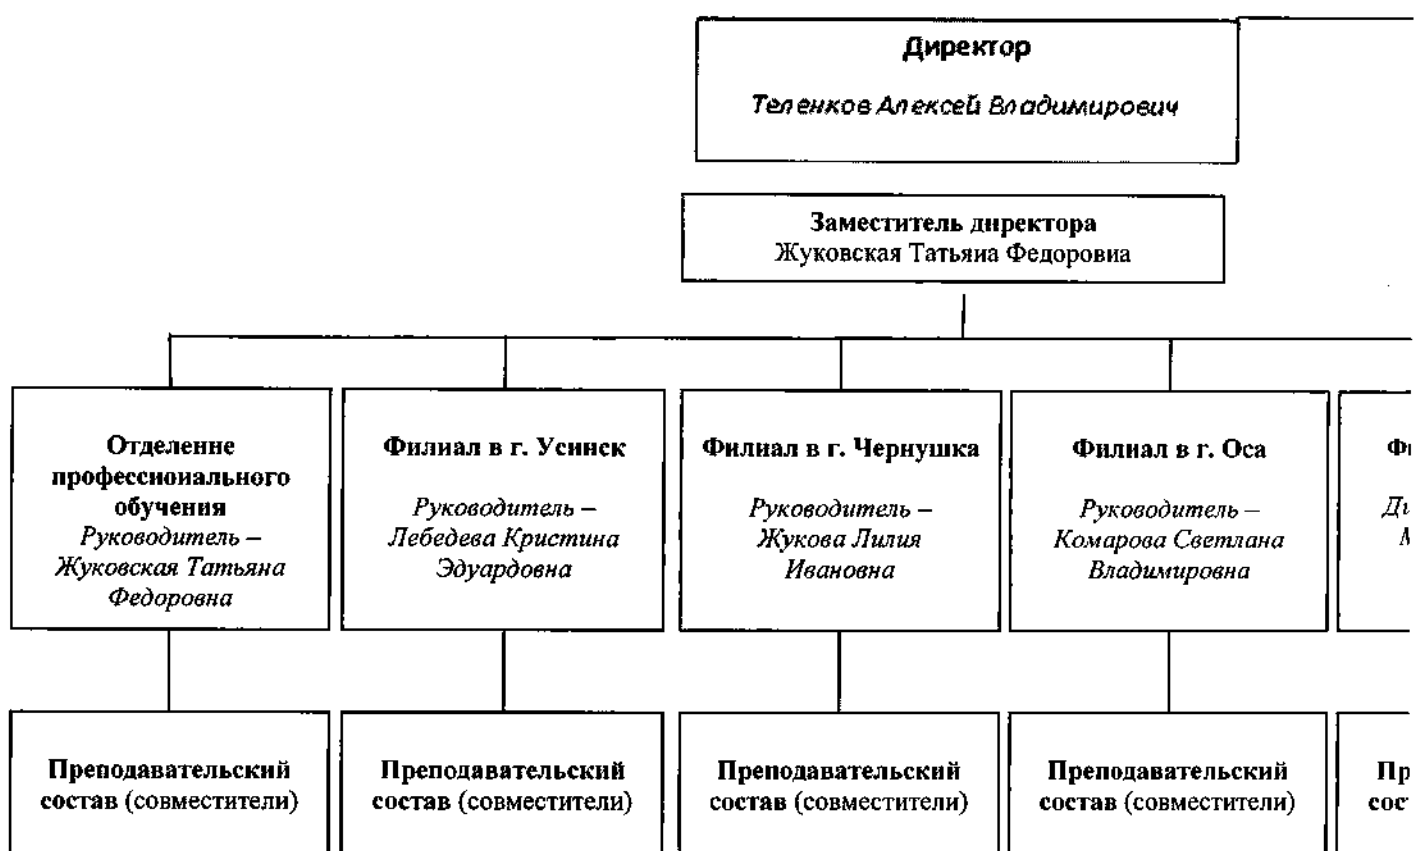 Директор
Теленков Алексей Владимирович
Заместитель директора
Жуковская Татьяна Федоровна
Отделение
профессионального
обучения
Руководитель –
Жуковская Татьяна
Федоровна
Филиал в г. Усинск
Руководитель –
Лебедева Кристина
Эдуардовна
Филиал в г. Чернушка
Руководитель –
Жукова Лилия
Ивановна
Филиал в г. Оса
Руководитель –
Комарова Светлана
Владимировна
Преподавательский
состав (совместители)
Преподавательский
состав (совместители)
Преподавательский
состав (совместители)
Преподавательский
состав (совместители)